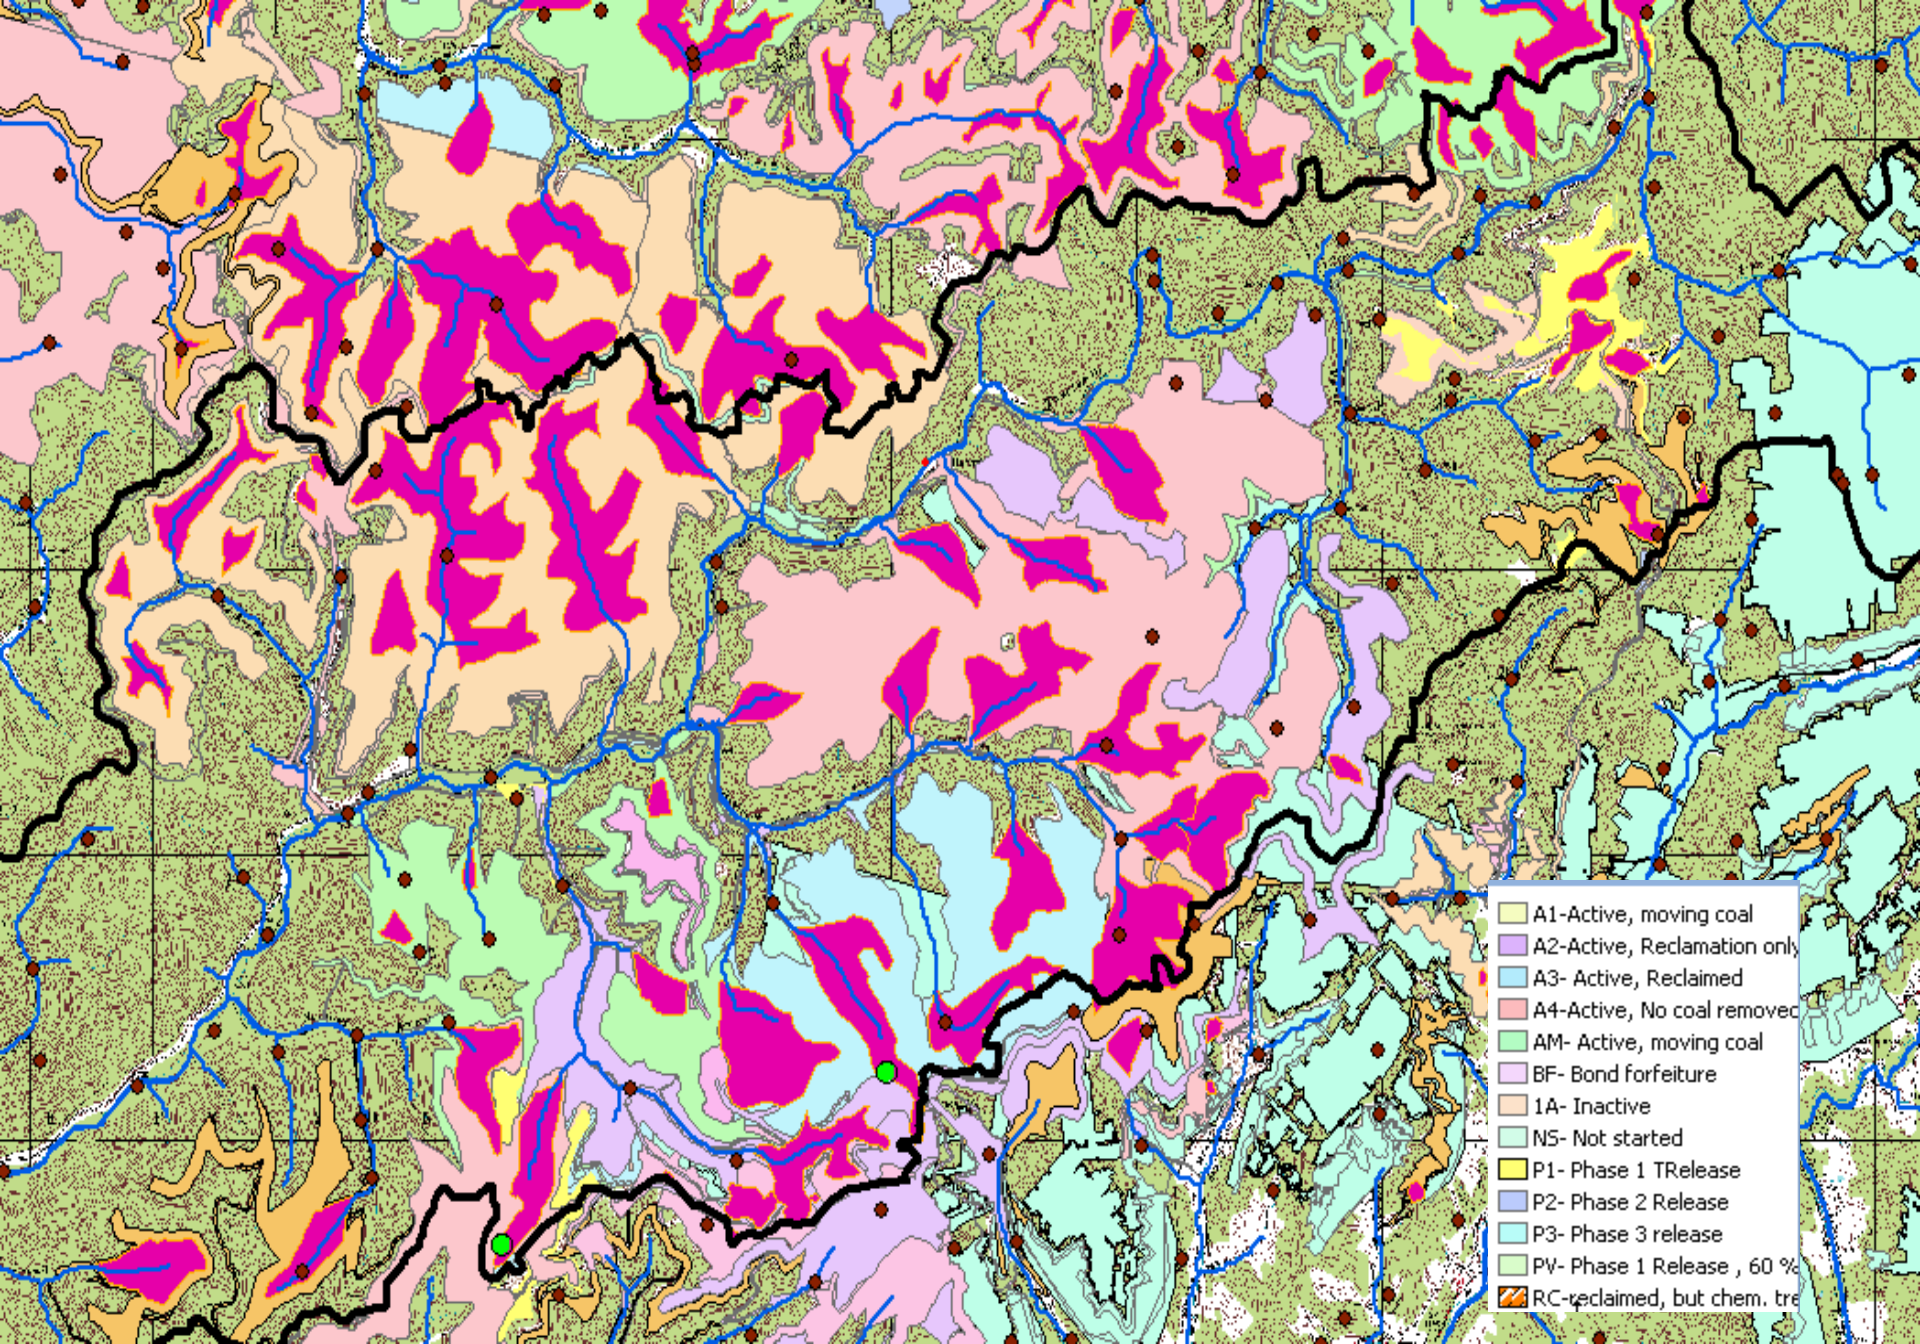 A1-Active, moving coal
A2-Active, Reclamation only
A3- Active, Reclaimed
A4-Active, No coal removed
AM- Active, moving coal
BF- Bond forfeiture
1A- Inactive
NS- Not started
P1- Phase 1 TRelease
P2- Phase 2 Release
P3- Phase 3 release
PV- Phase 1 Release , 60 %
RC-reclaimed, but chem. tre